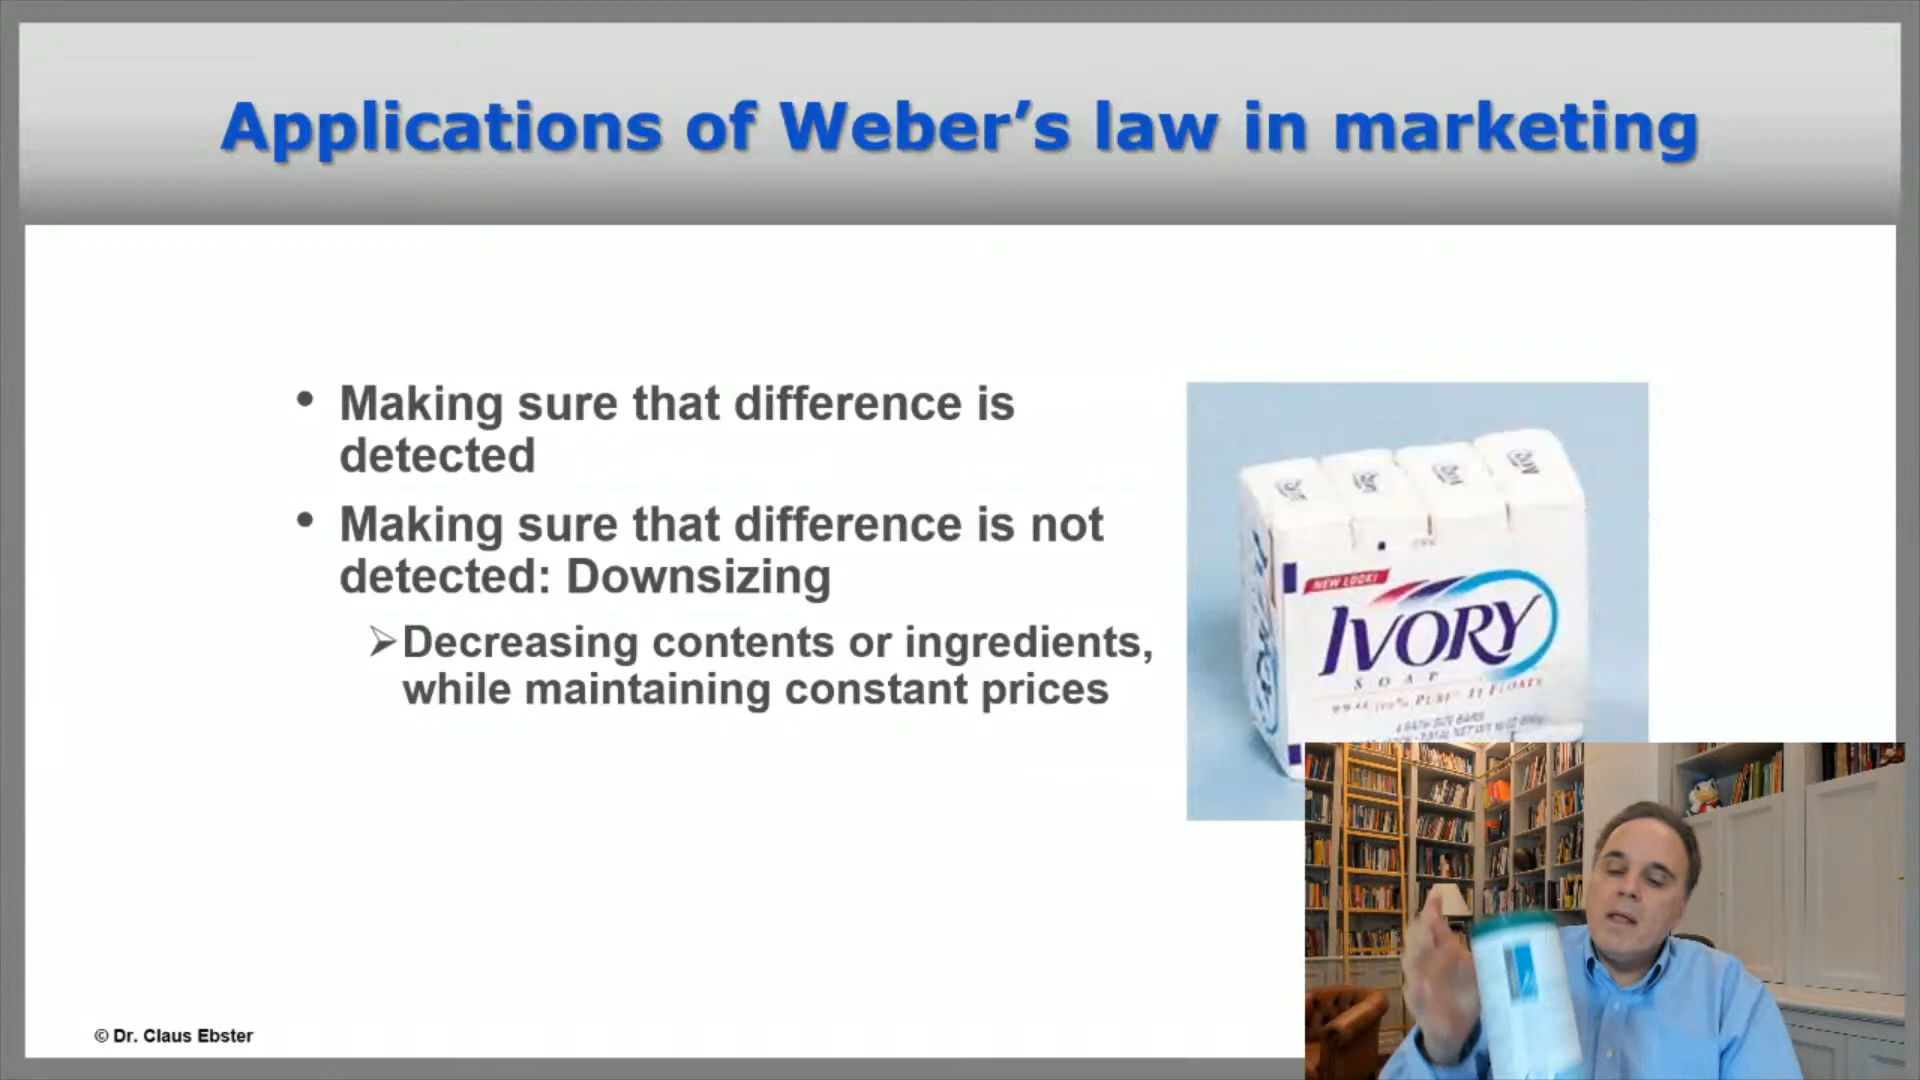 Applications of Weber’s law in marketing
• Making sure that difference is
detected
• Making sure that difference is not
detected: Downsizing
➢Decreasing contents or ingredients,
while maintaining constant prices
NEW LOOK!
IVORY
SOAP
© Dr. Claus Ebster